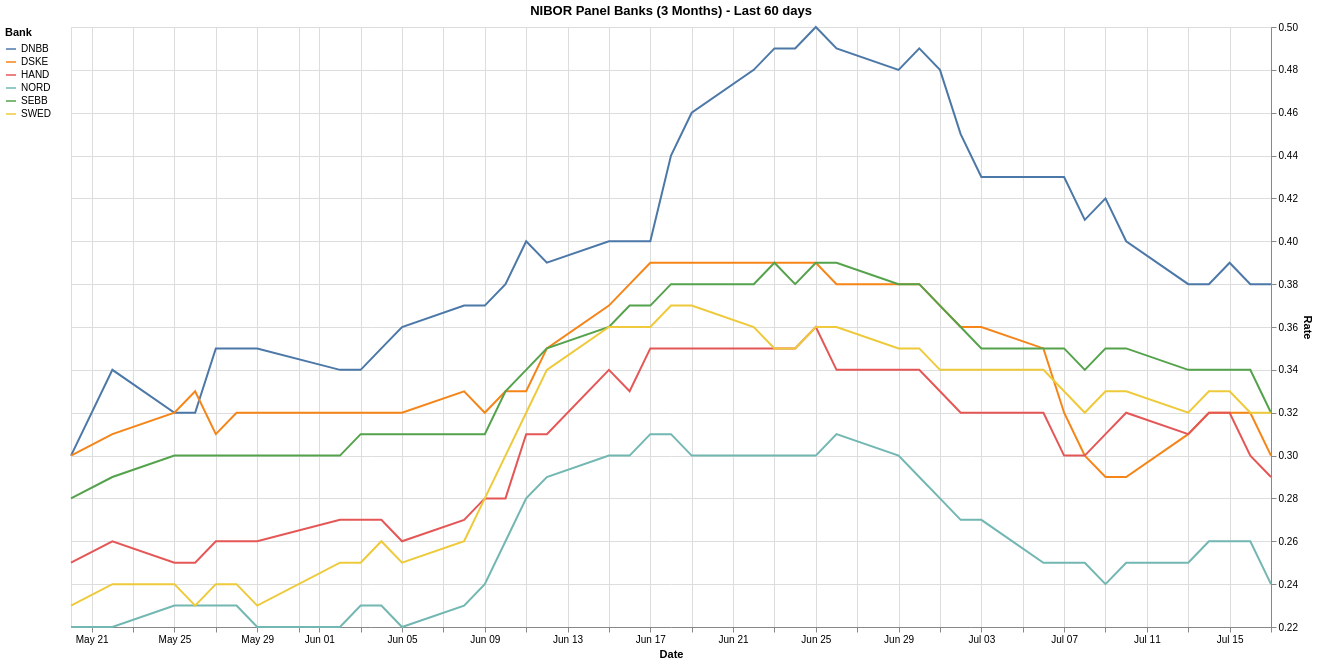 NIBOR Panel Banks (3 Months) - Last 60 days
Bank
DNBB
DSKE
HAND
NORD
SEBB
SWED
0.50
0.48
0.46
0.44
0.42
0.40
0.38
0.36
0.34
0.32
0.30
0.28
0.26
0.24
0.22
Rate
May 21 May 25 May 29 Jun 01 Jun 05 Jun 09 Jun 13 Jun 17 Jun 21 Jun 25 Jun 29 Jul 03 Jul 07 Jul 11 Jul 15
Date